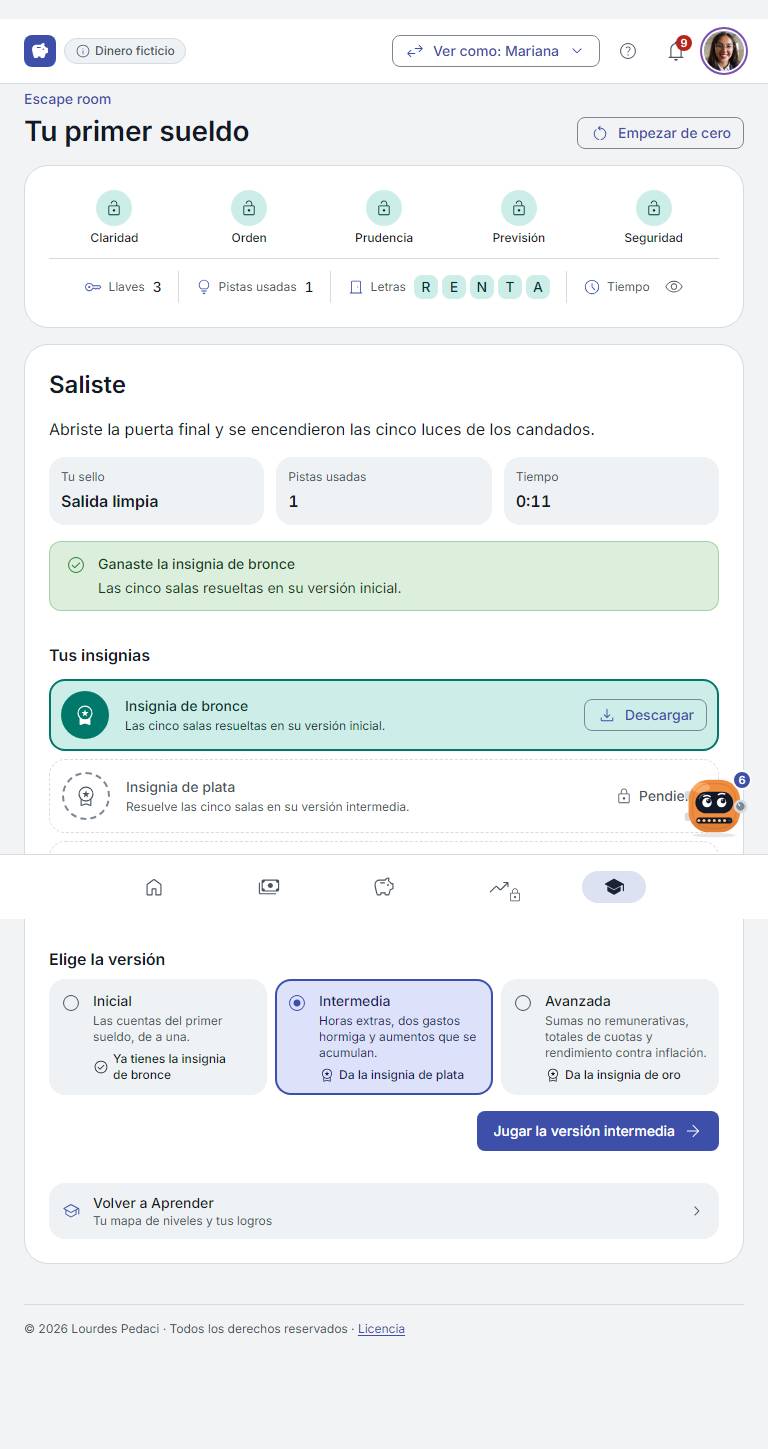 Dinero ficticio
Ver como: Mariana
9
Escape room
Tu primer sueldo
Empezar de cero
Claridad
Orden
Prudencia
Previsión
Seguridad
Llaves 3
Pistas usadas 1
Letras R E N T A
Tiempo
Saliste
Abriste la puerta final y se encendieron las cinco luces de los candados.
Tu sello
Salida limpia
Pistas usadas
1
Tiempo
0:11
Ganaste la insignia de bronce
Las cinco salas resueltas en su versión inicial.
Tus insignias
Insignia de bronce
Las cinco salas resueltas en su versión inicial.
Descargar
Insignia de plata
Resuelve las cinco salas en su versión intermedia.
6
Elige la versión
Inicial
Las cuentas del primer
sueldo, de a una.
Ya tienes la insignia
de bronce
Intermedia
Horas extras, dos gastos
hormiga y aumentos que se
acumulan.
Da la insignia de plata
Avanzada
Sumas no remunerativas,
totales de cuotas y
rendimiento contra inflación.
Da la insignia de oro
Jugar la versión intermedia
Volver a Aprender
Tu mapa de niveles y tus logros
© 2026 Lourdes Pedaci · Todos los derechos reservados · Licencia